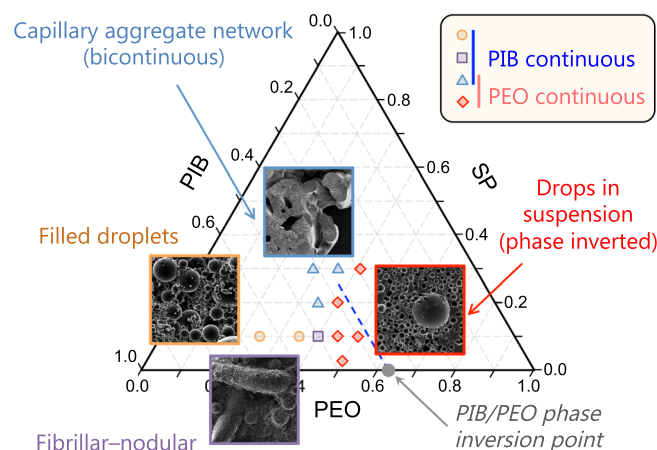 Capillary aggregate network
(bicontinuous)
0.0
1.0
PIB continuous
PEO continuous
0.2
0.8
0.4
0.6
PIB
SP
Drops in
suspension
(phase inverted)
0.6
0.4
Filled droplets
0.2
1.0
0.0
0.0
0.4
0.6
0.8
1.0
PEO
PIB/PEO phase
inversion point
Fibrillar–nodular